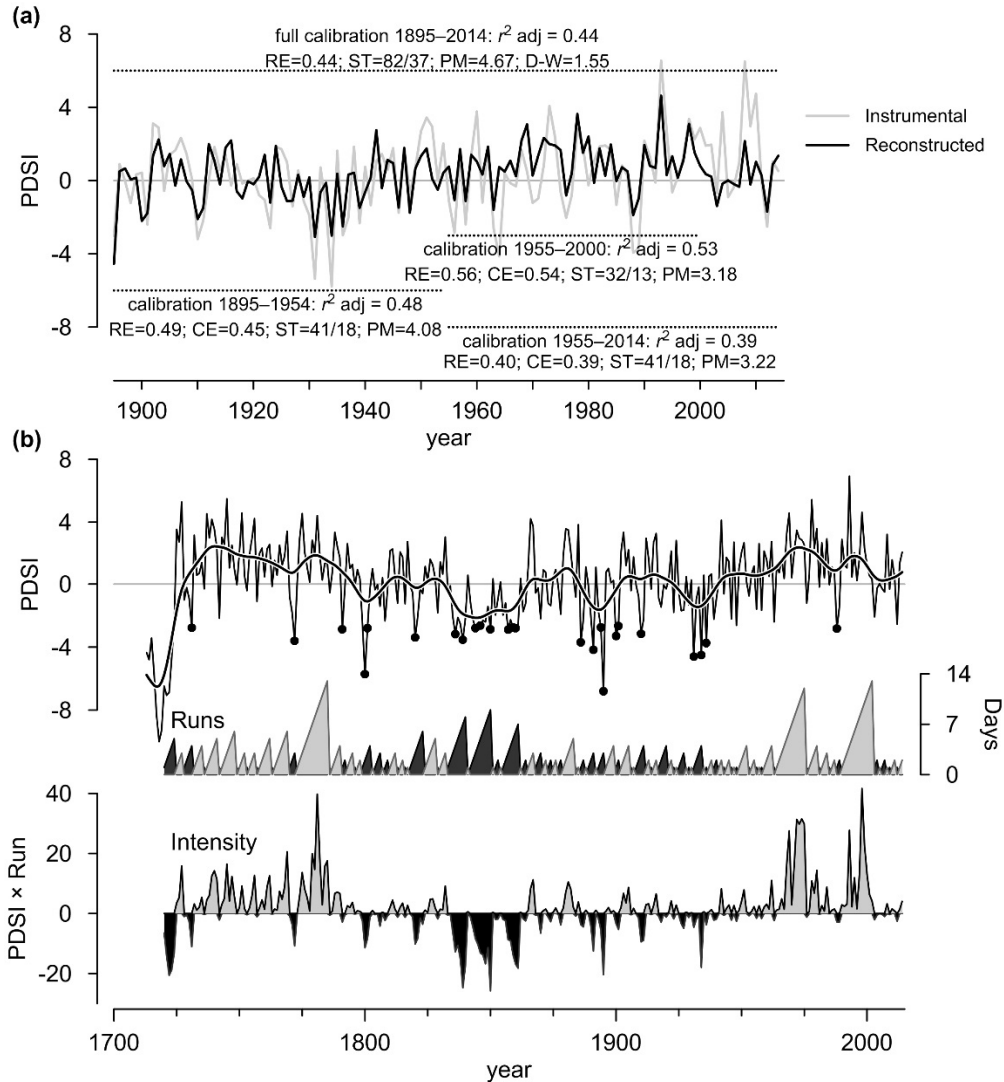 (a)
8
4
0
-4
-8
PDSI
full calibration 1895–2014: r² adj = 0.44
RE=0.44; ST=82/37; PM=4.67; D-W=1.55
Instrumental
Reconstructed
calibration 1955–2000: r² adj = 0.53
RE=0.56; CE=0.54; ST=32/13; PM=3.18
calibration 1895–1954: r² adj = 0.48
RE=0.49; CE=0.45; ST=41/18; PM=4.08
calibration 1955–2014: r² adj = 0.39
RE=0.40; CE=0.39; ST=41/18; PM=3.22
1900 1920 1940 1960 1980 2000
year
(b)
8
4
0
-4
-8
PDSI
Runs
14
7
0
Days
40
20
0
-20
PDSI × Run
Intensity
1700 1800 1900 2000
year